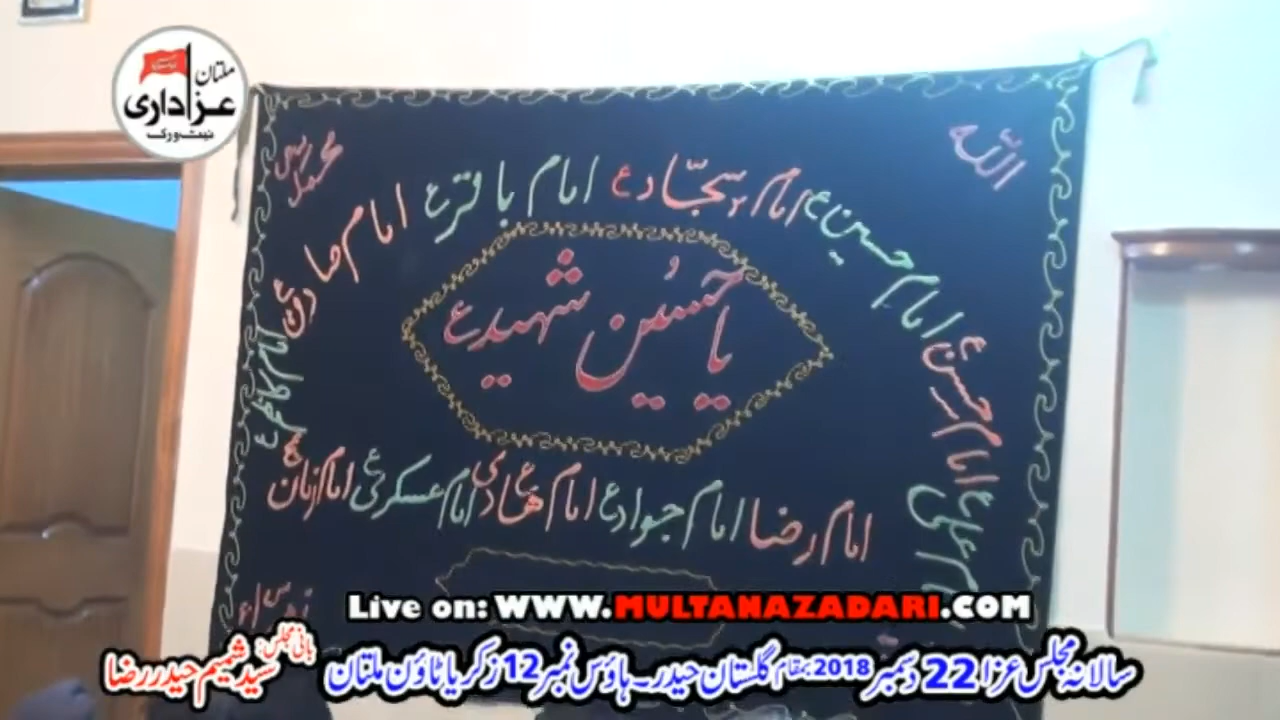 ملتان
عزاداری
نیٹ ورک
اللہ
محمد
امام علی ع
امام حسن ع
امام حسین ع
امام سجّاد ع
امام باقر ع
امام صادق ع
امام کاظم ع
امام رضا
امام جواد ع
امام ھادی ع
امام عسکری ع
امام زمان
یا حسین شهید ع
Live on: WWW.MULTANAZADARI.COM
سالانہ مجلس عزا 22 دسمبر 2018 بمقام گلستان حیدر۔ ہاؤس نمبر 12 زکریا ٹاؤن ملتان
بانی مجلس: سید شمیم حیدر رضا